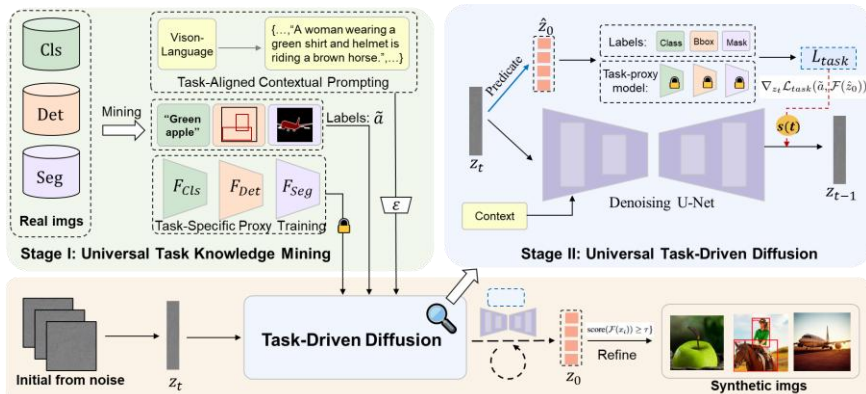 Cls
Det
Seg
Real imgs
Mining
Vison-
Language
{…,“A woman wearing a
green shirt and helmet is
riding a brown horse.”,…}
Task-Aligned Contextual Prompting
“Green
apple”
Labels: ã
F_Cls
F_Det
F_Seg
Task-Specific Proxy Training
ε
Stage I: Universal Task Knowledge Mining
ẑ₀
Predicate
Labels:
Class
Bbox
Mask
Task-proxy
model:
L_task
∇_{z_t} ℒ_task(ã, ℱ(ẑ₀))
s(t)
z_t
z_{t−1}
Context
Denoising U-Net
Stage II: Universal Task-Driven Diffusion
Initial from noise
z_t
Task-Driven Diffusion
z₀
score(ℱ(x_i)) ≥ τ}
Refine
Synthetic imgs